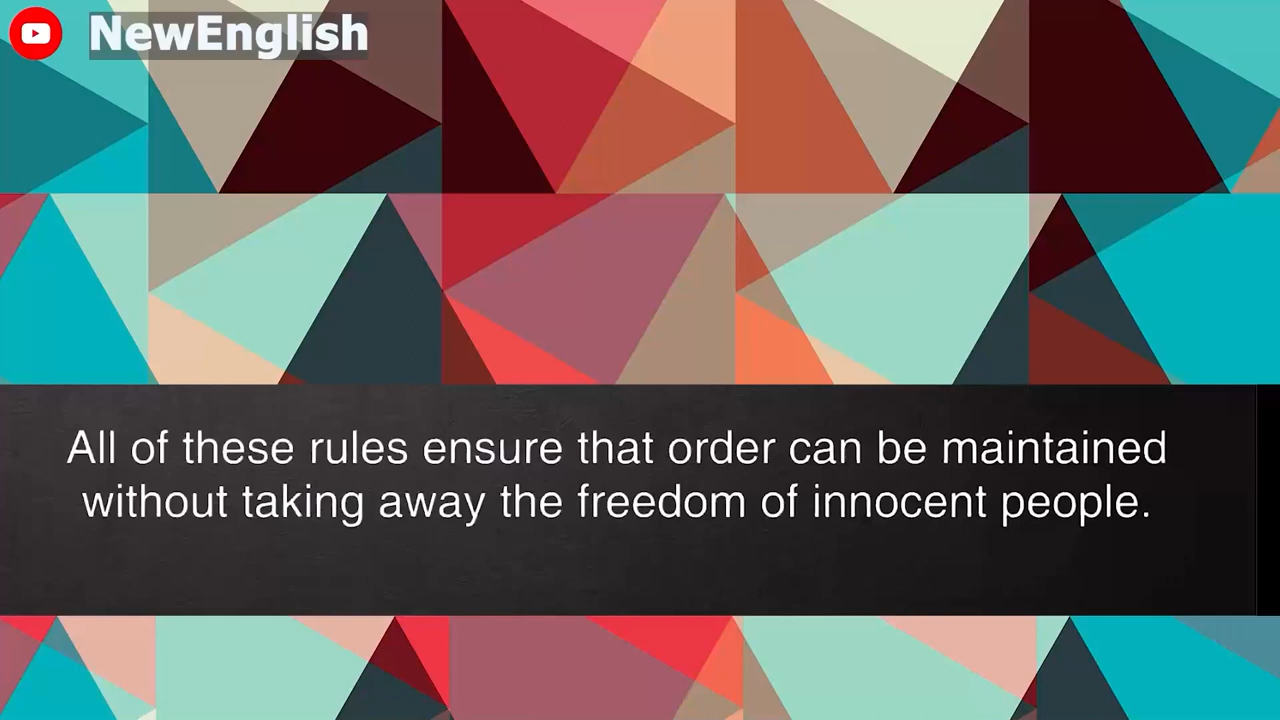 NewEnglish
All of these rules ensure that order can be maintained
without taking away the freedom of innocent people.